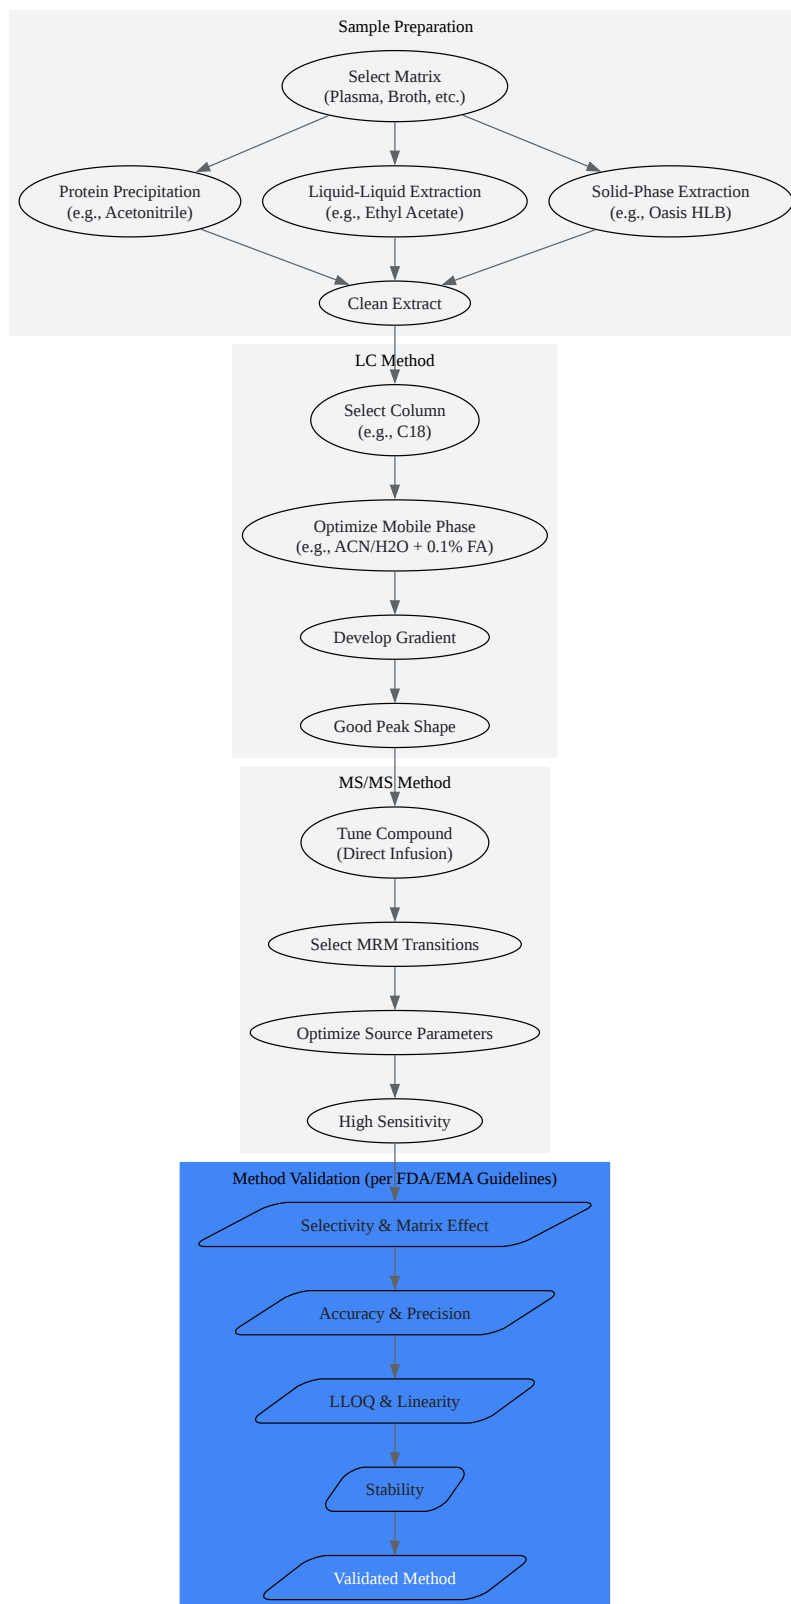 Sample Preparation
Select Matrix
(Plasma, Broth, etc.)
Protein Precipitation
(e.g., Acetonitrile)
Liquid-Liquid Extraction
(e.g., Ethyl Acetate)
Solid-Phase Extraction
(e.g., Oasis HLB)
Clean Extract
LC Method
Select Column
(e.g., C18)
Optimize Mobile Phase
(e.g., ACN/H2O + 0.1% FA)
Develop Gradient
Good Peak Shape
MS/MS Method
Tune Compound
(Direct Infusion)
Select MRM Transitions
Optimize Source Parameters
High Sensitivity
Method Validation (per FDA/EMA Guidelines)
Selectivity & Matrix Effect
Accuracy & Precision
LLOQ & Linearity
Stability
Validated Method